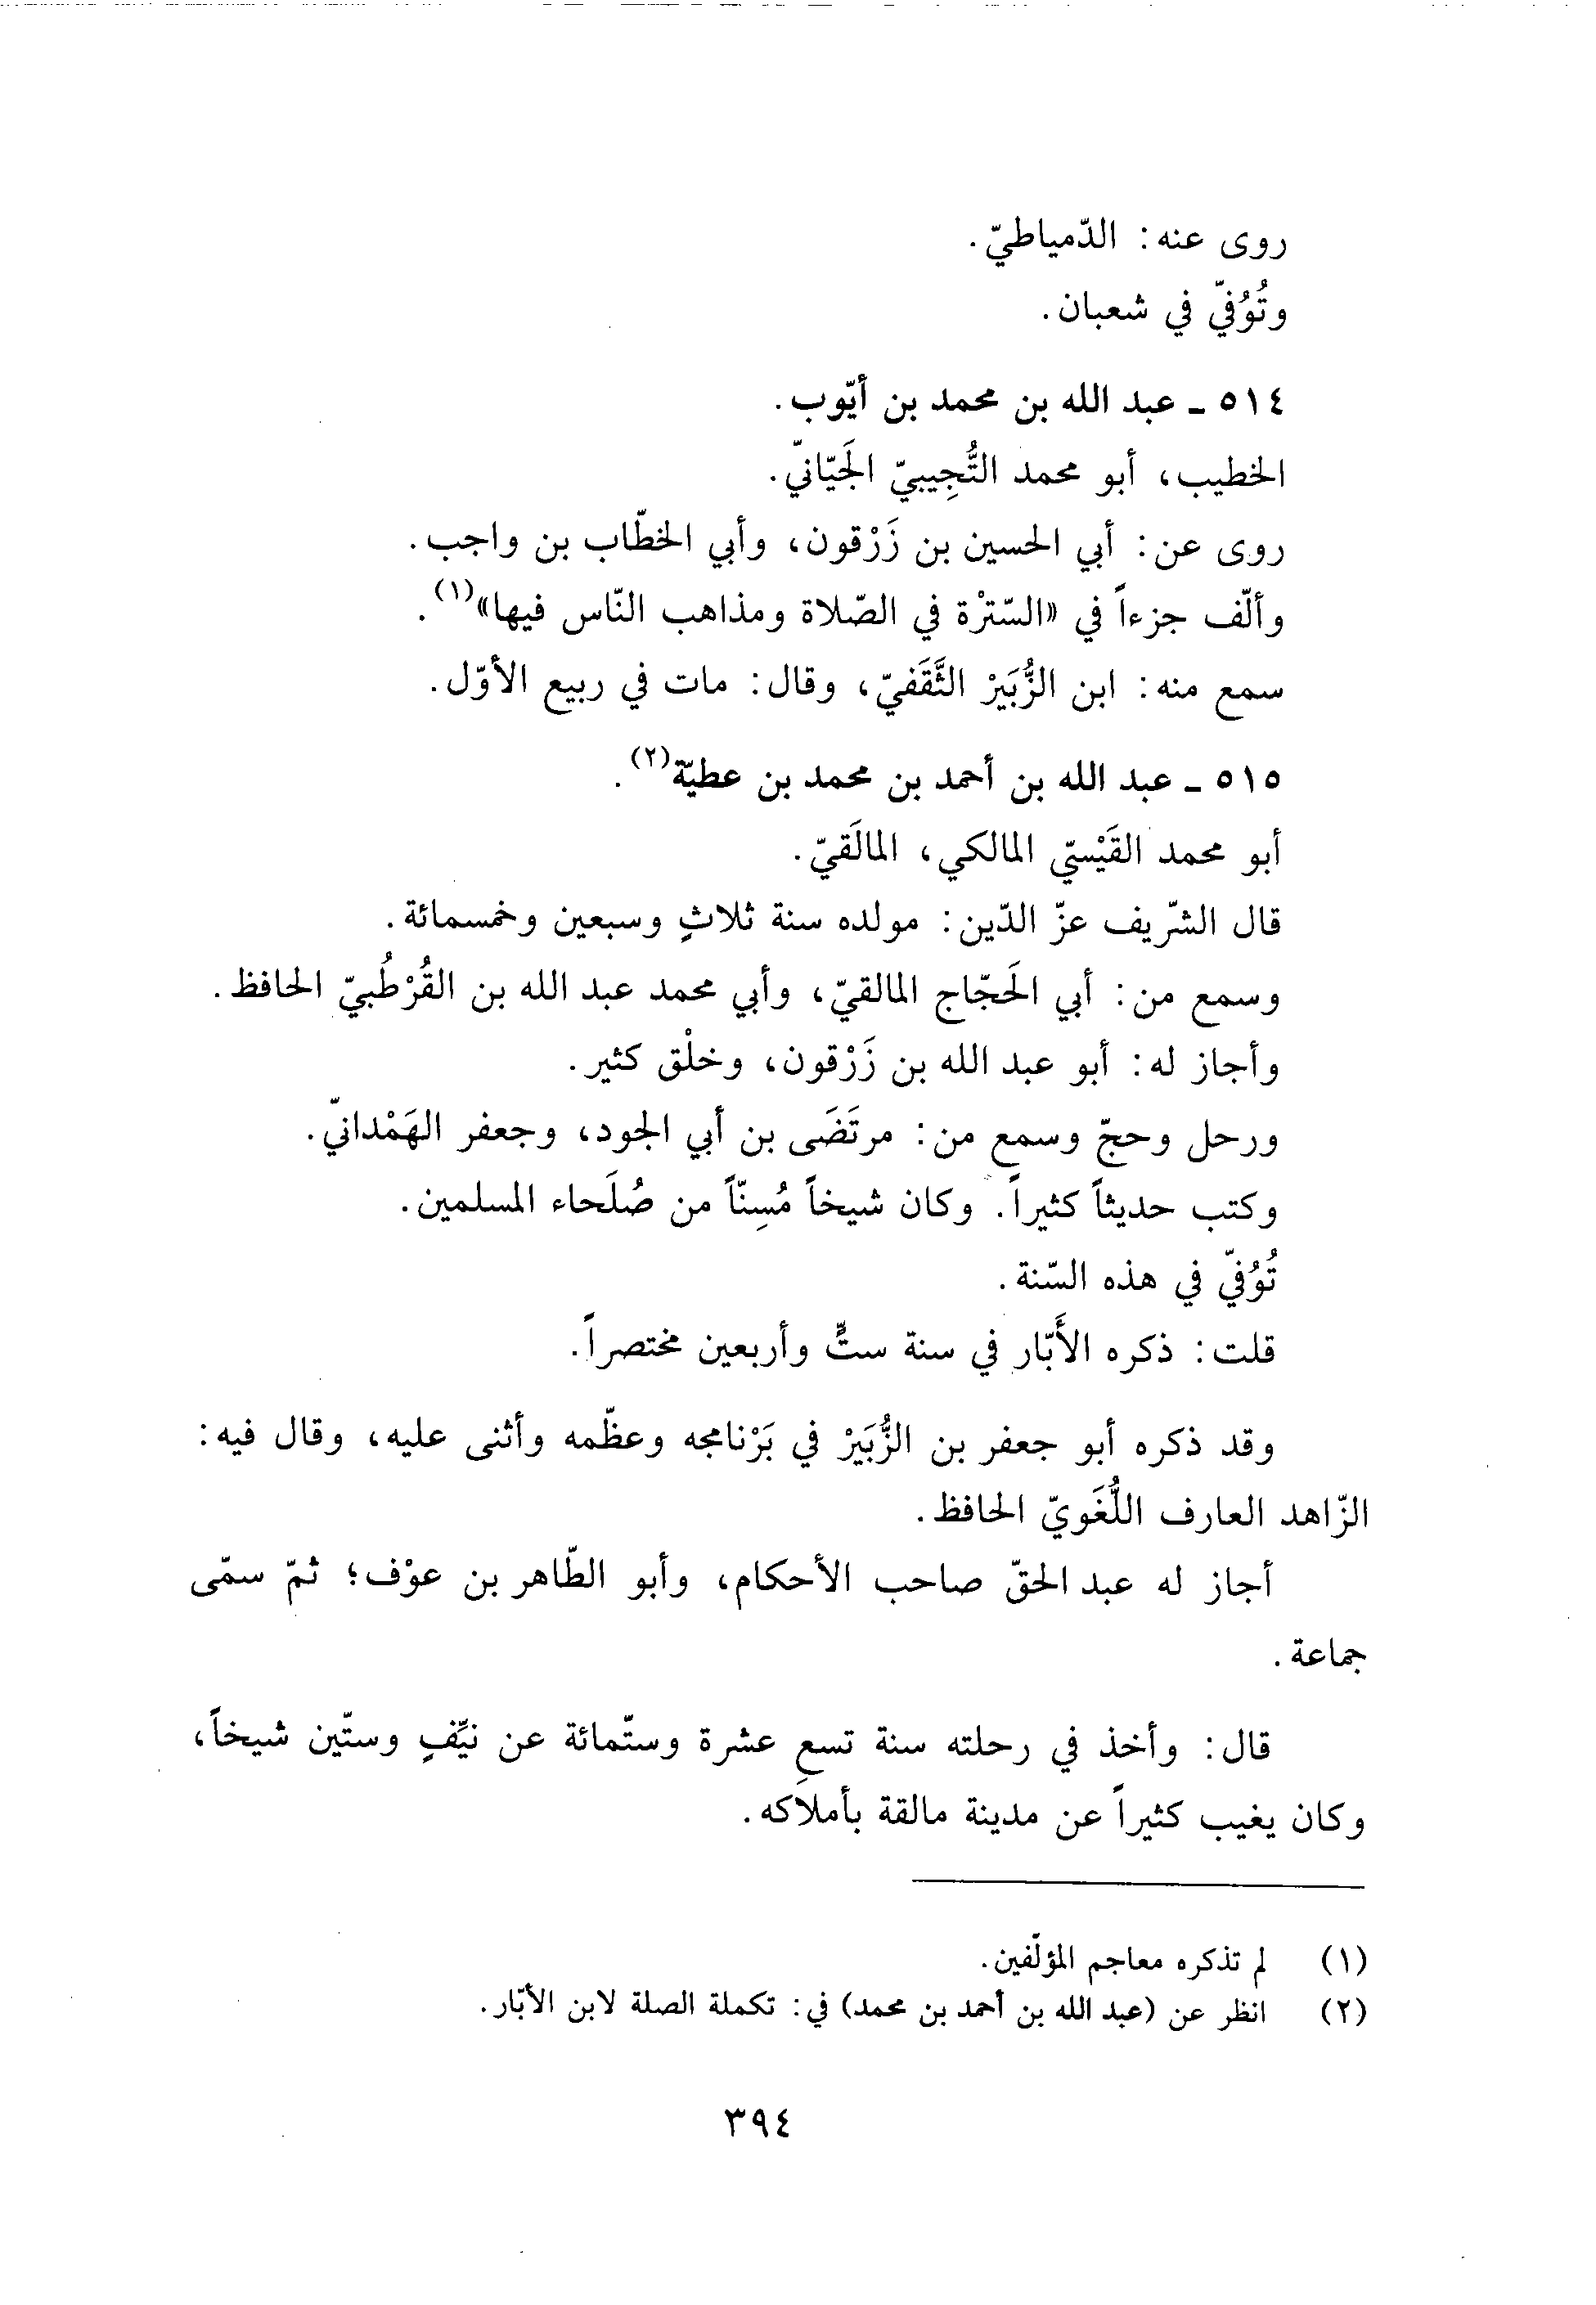 روى عنه: الدّمياطيّ.
وتُوُفّي في شعبان.
٥١٤ - عبد الله بن محمد بن أيّوب.
الخطيب، أبو محمد التُّجِيبيّ الجَيّانيّ.
روى عن: أبي الحسين بن زَرْقون، وأبي الخطّاب بن واجب.
وألّف جزءاً في «السّترْة في الصّلاة ومذاهب النّاس فيها»(١).
سمع منه: ابن الزُّبَيرْ الثَّقَفيّ، وقال: مات في ربيع الأوّل.
٥١٥ - عبد الله بن أحمد بن محمد بن عطيّة(٢).
أبو محمد القَيْسيّ المالكي، المالَقيّ.
قال الشّريف عزّ الدّين: مولده سنة ثلاثٍ وسبعين وخمسمائة.
وسمع من: أبي الحَجّاج المالقيّ، وأبي محمد عبد الله بن القُرْطُبيّ الحافظ.
وأجاز له: أبو عبد الله بن زَرْقون، وخلْق كثير.
ورحل وحجّ وسمع من: مرتَضَى بن أبي الجود، وجعفر الهَمْدانيّ.
وكتب حديثاً كثيراً. وكان شيخاً مُسِنّاً من صُلَحاء المسلمين.
تُوُفّي في هذه السّنة.
قلت: ذكره الأَبّار في سنة ستٍّ وأربعين مختصراً.
وقد ذكره أبو جعفر بن الزُّبَيرْ في بَرْنامجه وعظّمه وأثنى عليه، وقال فيه:
الزّاهد العارف اللُّغَويّ الحافظ.
أجاز له عبد الحقّ صاحب الأحكام، وأبو الطّاهر بن عوْف؛ ثمّ سمّى
جماعة.
قال: وأخذ في رحلته سنة تسعِ عشرة وستّمائة عن نيِّفٍ وستّين شيخاً،
وكان يغيب كثيراً عن مدينة مالقة بأملاكه.
(١) لم تذكره معاجم المؤلّفين.
(٢) انظر عن (عبد الله بن أحمد بن محمد) في: تكملة الصلة لابن الأبّار.
٣٩٤